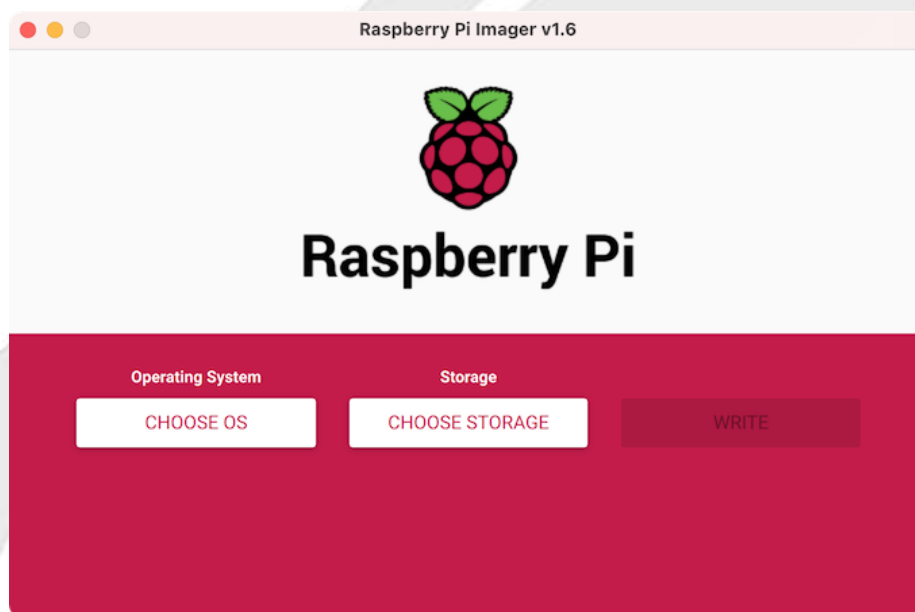 Raspberry Pi Imager v1.6
Raspberry Pi
Operating System
Storage
CHOOSE OS
CHOOSE STORAGE
WRITE